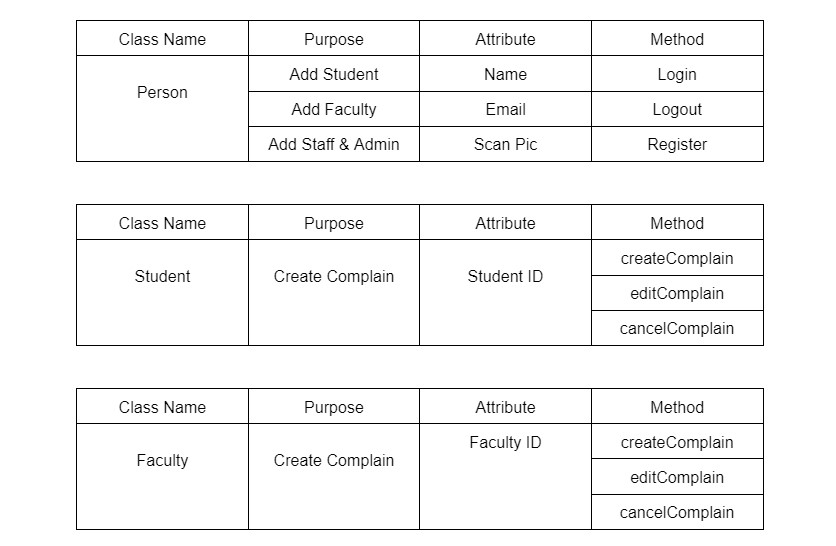 Class Name Purpose Attribute Method
Person Add Student Name Login
Add Faculty Email Logout
Add Staff & Admin Scan Pic Register
Class Name Purpose Attribute Method
Student Create Complain Student ID createComplain
editComplain
cancelComplain
Class Name Purpose Attribute Method
Faculty Create Complain Faculty ID createComplain
editComplain
cancelComplain